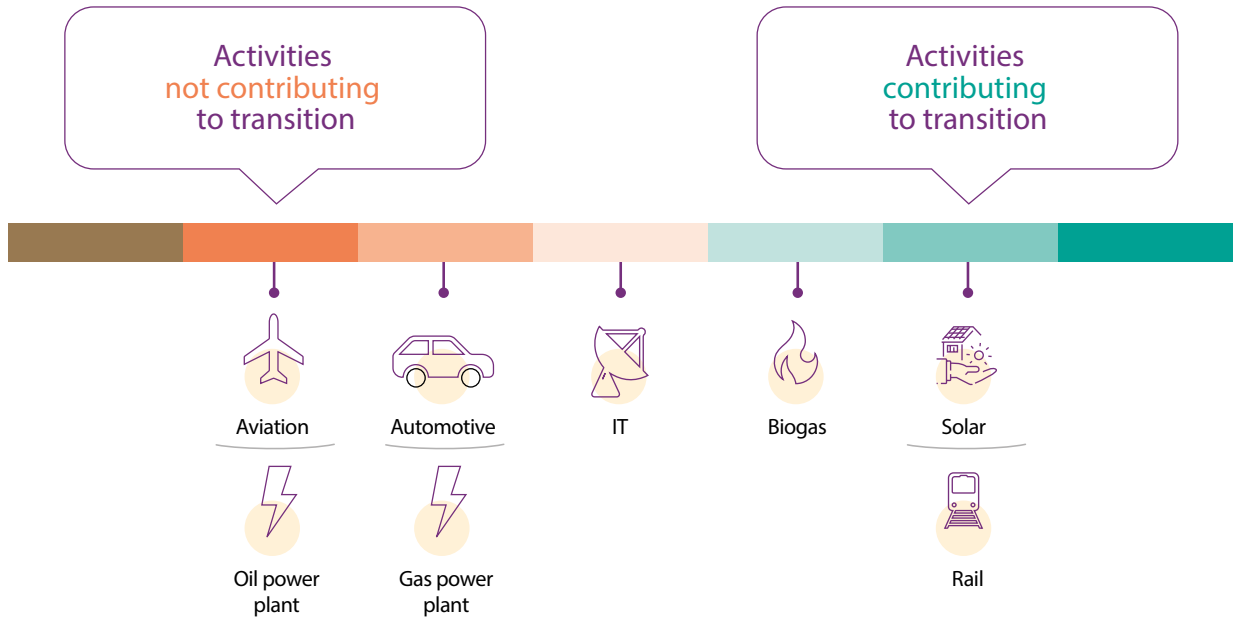 Activities
not contributing
to transition
Activities
contributing
to transition
Aviation
Automotive
IT
Biogas
Solar
Oil power
plant
Gas power
plant
Rail